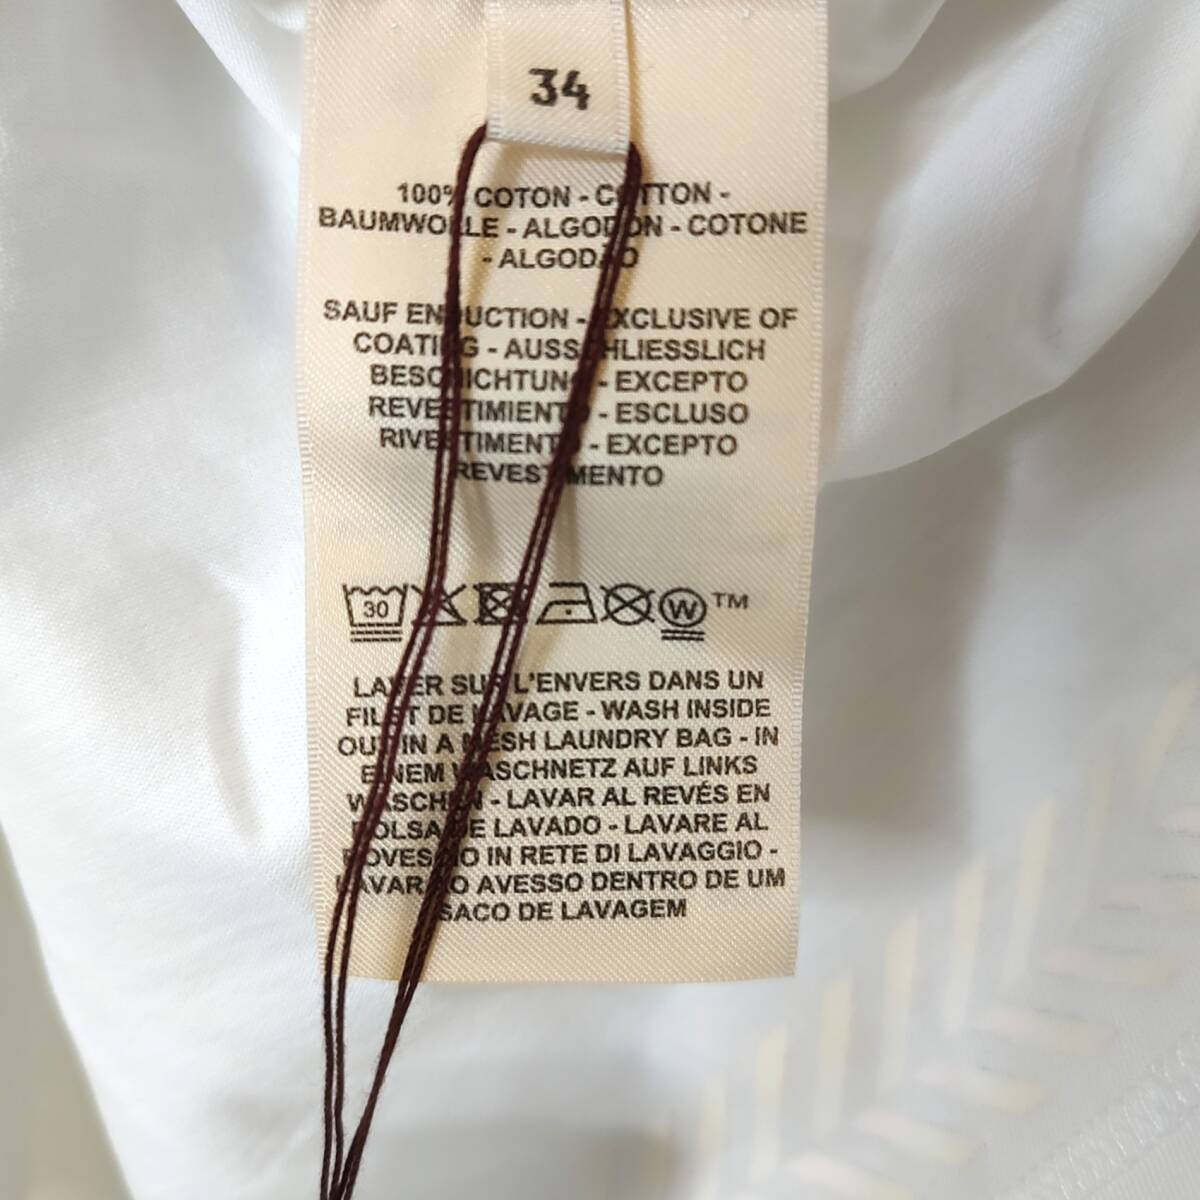 34
100% COTON - COTTON -
BAUMWOLLE - ALGODON - COTONE
- ALGODÃO
SAUF ENDUCTION - EXCLUSIVE OF
COATING - AUSSCHLIESSLICH
BESCHICHTUNG - EXCEPTO
REVESTIMIENTO - ESCLUSO
RIVESTIMENTO - EXCEPTO
REVESTIMENTO
30 W ™
LAVER SUR L'ENVERS DANS UN
FILET DE LAVAGE - WASH INSIDE
OUT IN A MESH LAUNDRY BAG - IN
EINEM WASCHNETZ AUF LINKS
WASCHEN - LAVAR AL REVÉS EN
BOLSA DE LAVADO - LAVARE AL
ROVESCIO IN RETE DI LAVAGGIO -
LAVAR AO AVESSO DENTRO DE UM
SACO DE LAVAGEM